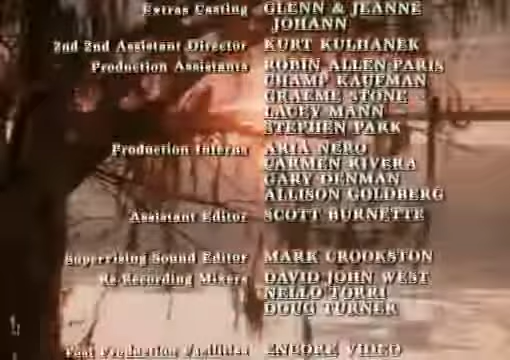 Extras Casting GLENN & JEANNE
JOHANN
2nd 2nd Assistant Director KURT KULHANEK
Production Assistants ROBIN ALLEN-PARIS
CHAMP KAUFMAN
GRAEME STONE
LACEY MANN
STEPHEN PARK
Production Interns ARIA NERO
CARMEN RIVERA
GARY DENMAN
ALLISON GOLDBERG
Assistant Editor SCOTT BURNETTE
Supervising Sound Editor MARK CROOKSTON
Re-Recording Mixers DAVID JOHN WEST
NELLO TORRI
DOUG TURNER
Post Production Facilities ENCORE VIDEO